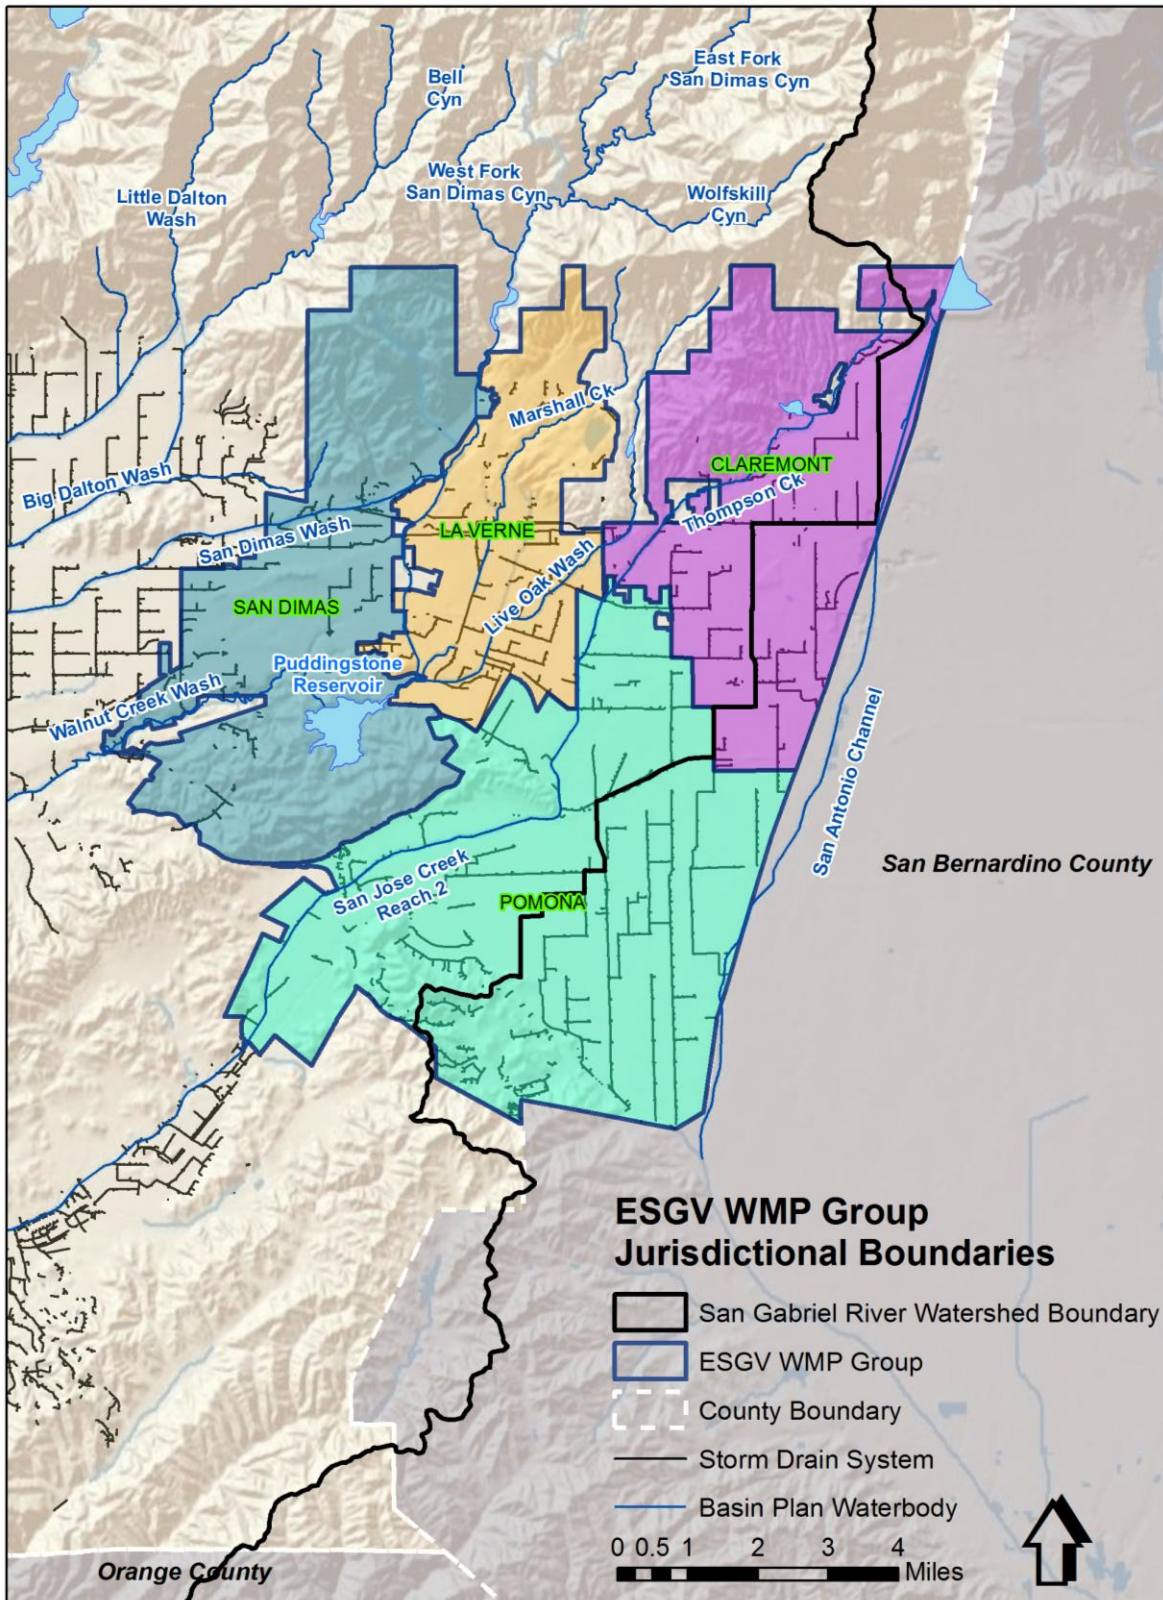 East Fork
San Dimas Cyn
Bell
Cyn
West Fork
San Dimas Cyn
Little Dalton
Wash
Wolfskill
Cyn
Marshall Ck
CLAREMONT
Big Dalton Wash
Thompson Ck
San Dimas Wash
LA VERNE
Live Oak Wash
SAN DIMAS
Puddingstone
Reservoir
Walnut Creek Wash
San Antonio Channel
San Bernardino County
San Jose Creek
Reach 2
POMONA
ESGV WMP Group
Jurisdictional Boundaries
San Gabriel River Watershed Boundary
ESGV WMP Group
County Boundary
Storm Drain System
Basin Plan Waterbody
0 0.5 1 2 3 4
Miles
Orange County